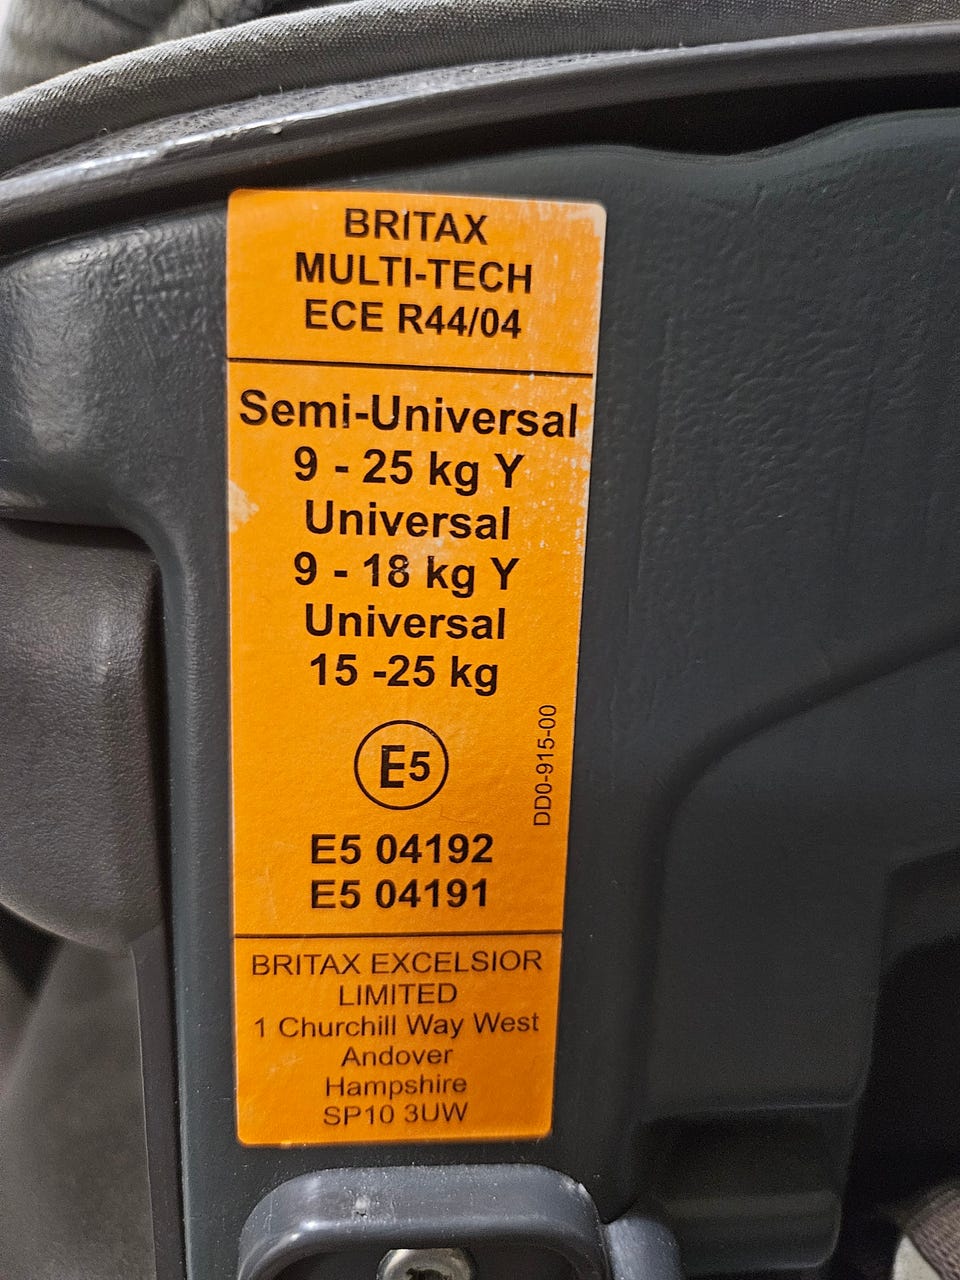 BRITAX
MULTI-TECH
ECE R44/04
Semi-Universal
9 - 25 kg Y
Universal
9 - 18 kg Y
Universal
15 -25 kg
E5
DD0-915-00
E5 04192
E5 04191
BRITAX EXCELSIOR
LIMITED
1 Churchill Way West
Andover
Hampshire
SP10 3UW